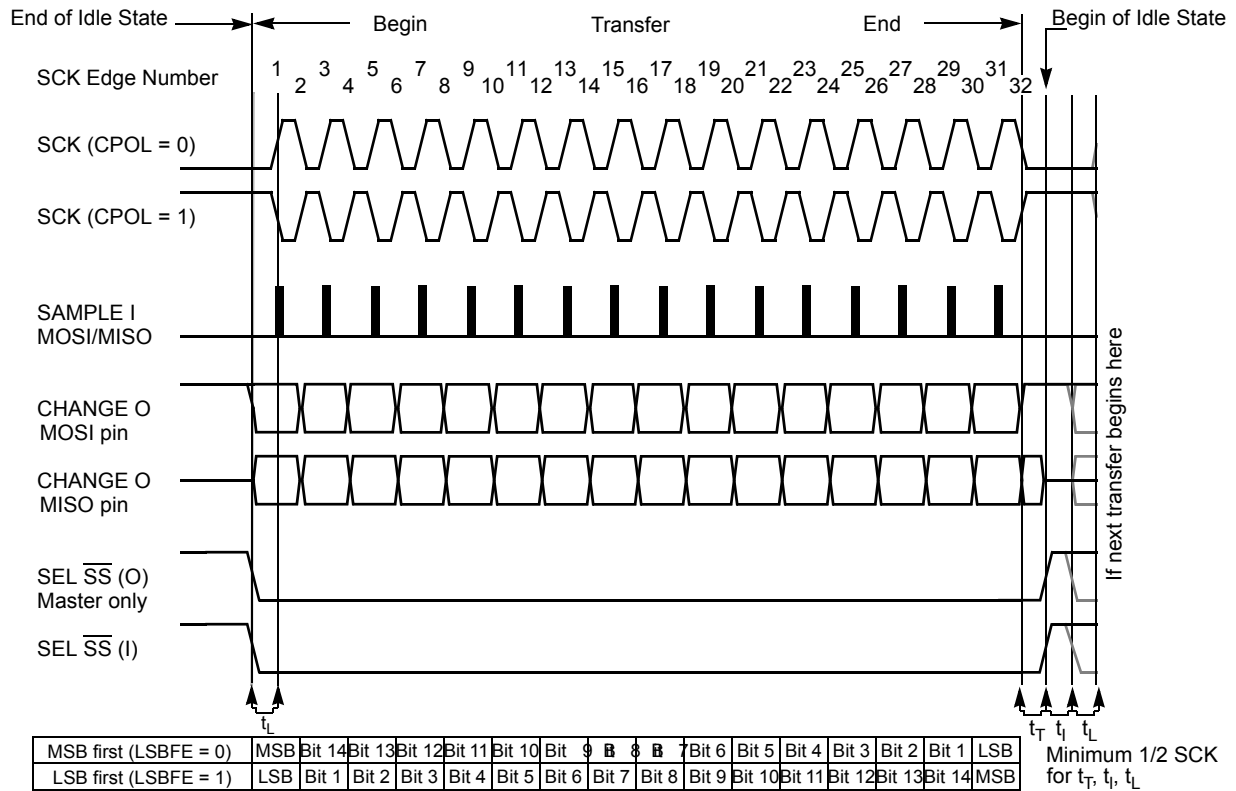 End of Idle State Begin Transfer End Begin of Idle State
SCK Edge Number 1 2 3 4 5 6 7 8 9 10 11 12 13 14 15 16 17 18 19 20 21 22 23 24 25 26 27 28 29 30 31 32
SCK (CPOL = 0)
SCK (CPOL = 1)
SAMPLE I
MOSI/MISO
CHANGE O
MOSI pin
CHANGE O
MISO pin
SEL SS (O)
Master only
SEL SS (I)
If next transfer begins here
tL tT tI tL
MSB first (LSBFE = 0) MSB Bit 14 Bit 13 Bit 12 Bit 11 Bit 10 Bit 9 Bit 8 Bit 7 Bit 6 Bit 5 Bit 4 Bit 3 Bit 2 Bit 1 LSB
LSB first (LSBFE = 1) LSB Bit 1 Bit 2 Bit 3 Bit 4 Bit 5 Bit 6 Bit 7 Bit 8 Bit 9 Bit 10 Bit 11 Bit 12 Bit 13 Bit 14 MSB
Minimum 1/2 SCK
for tT, tI, tL